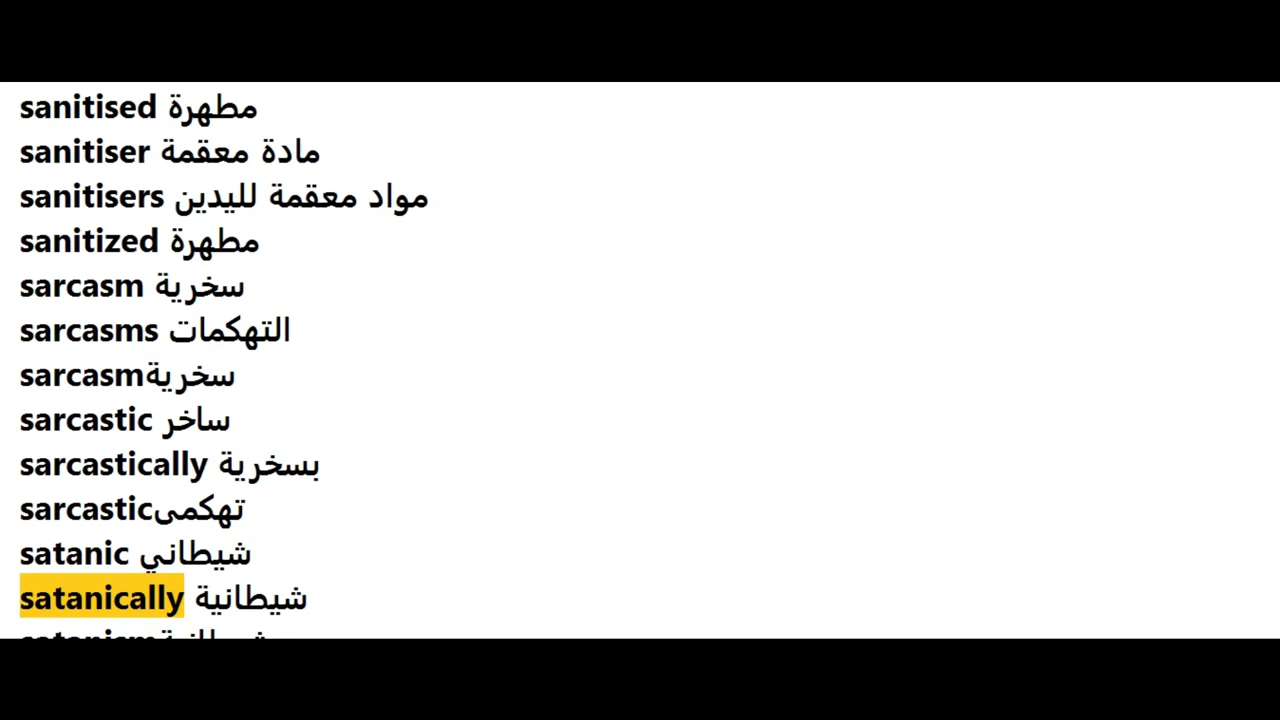 sanitised مطهرة
sanitiser مادة معقمة
sanitisers مواد معقمة لليدين
sanitized مطهرة
sarcasm سخرية
sarcasms التهكمات
sarcasmسخرية
sarcastic ساخر
sarcastically بسخرية
sarcasticتهكمى
satanic شيطاني
satanically شيطانية